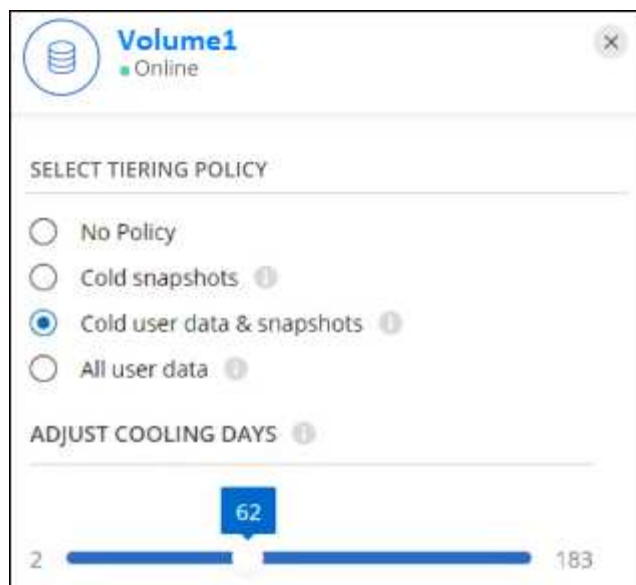 Volume1
Online
SELECT TIERING POLICY
No Policy
Cold snapshots
Cold user data & snapshots
All user data
ADJUST COOLING DAYS
62
2 183